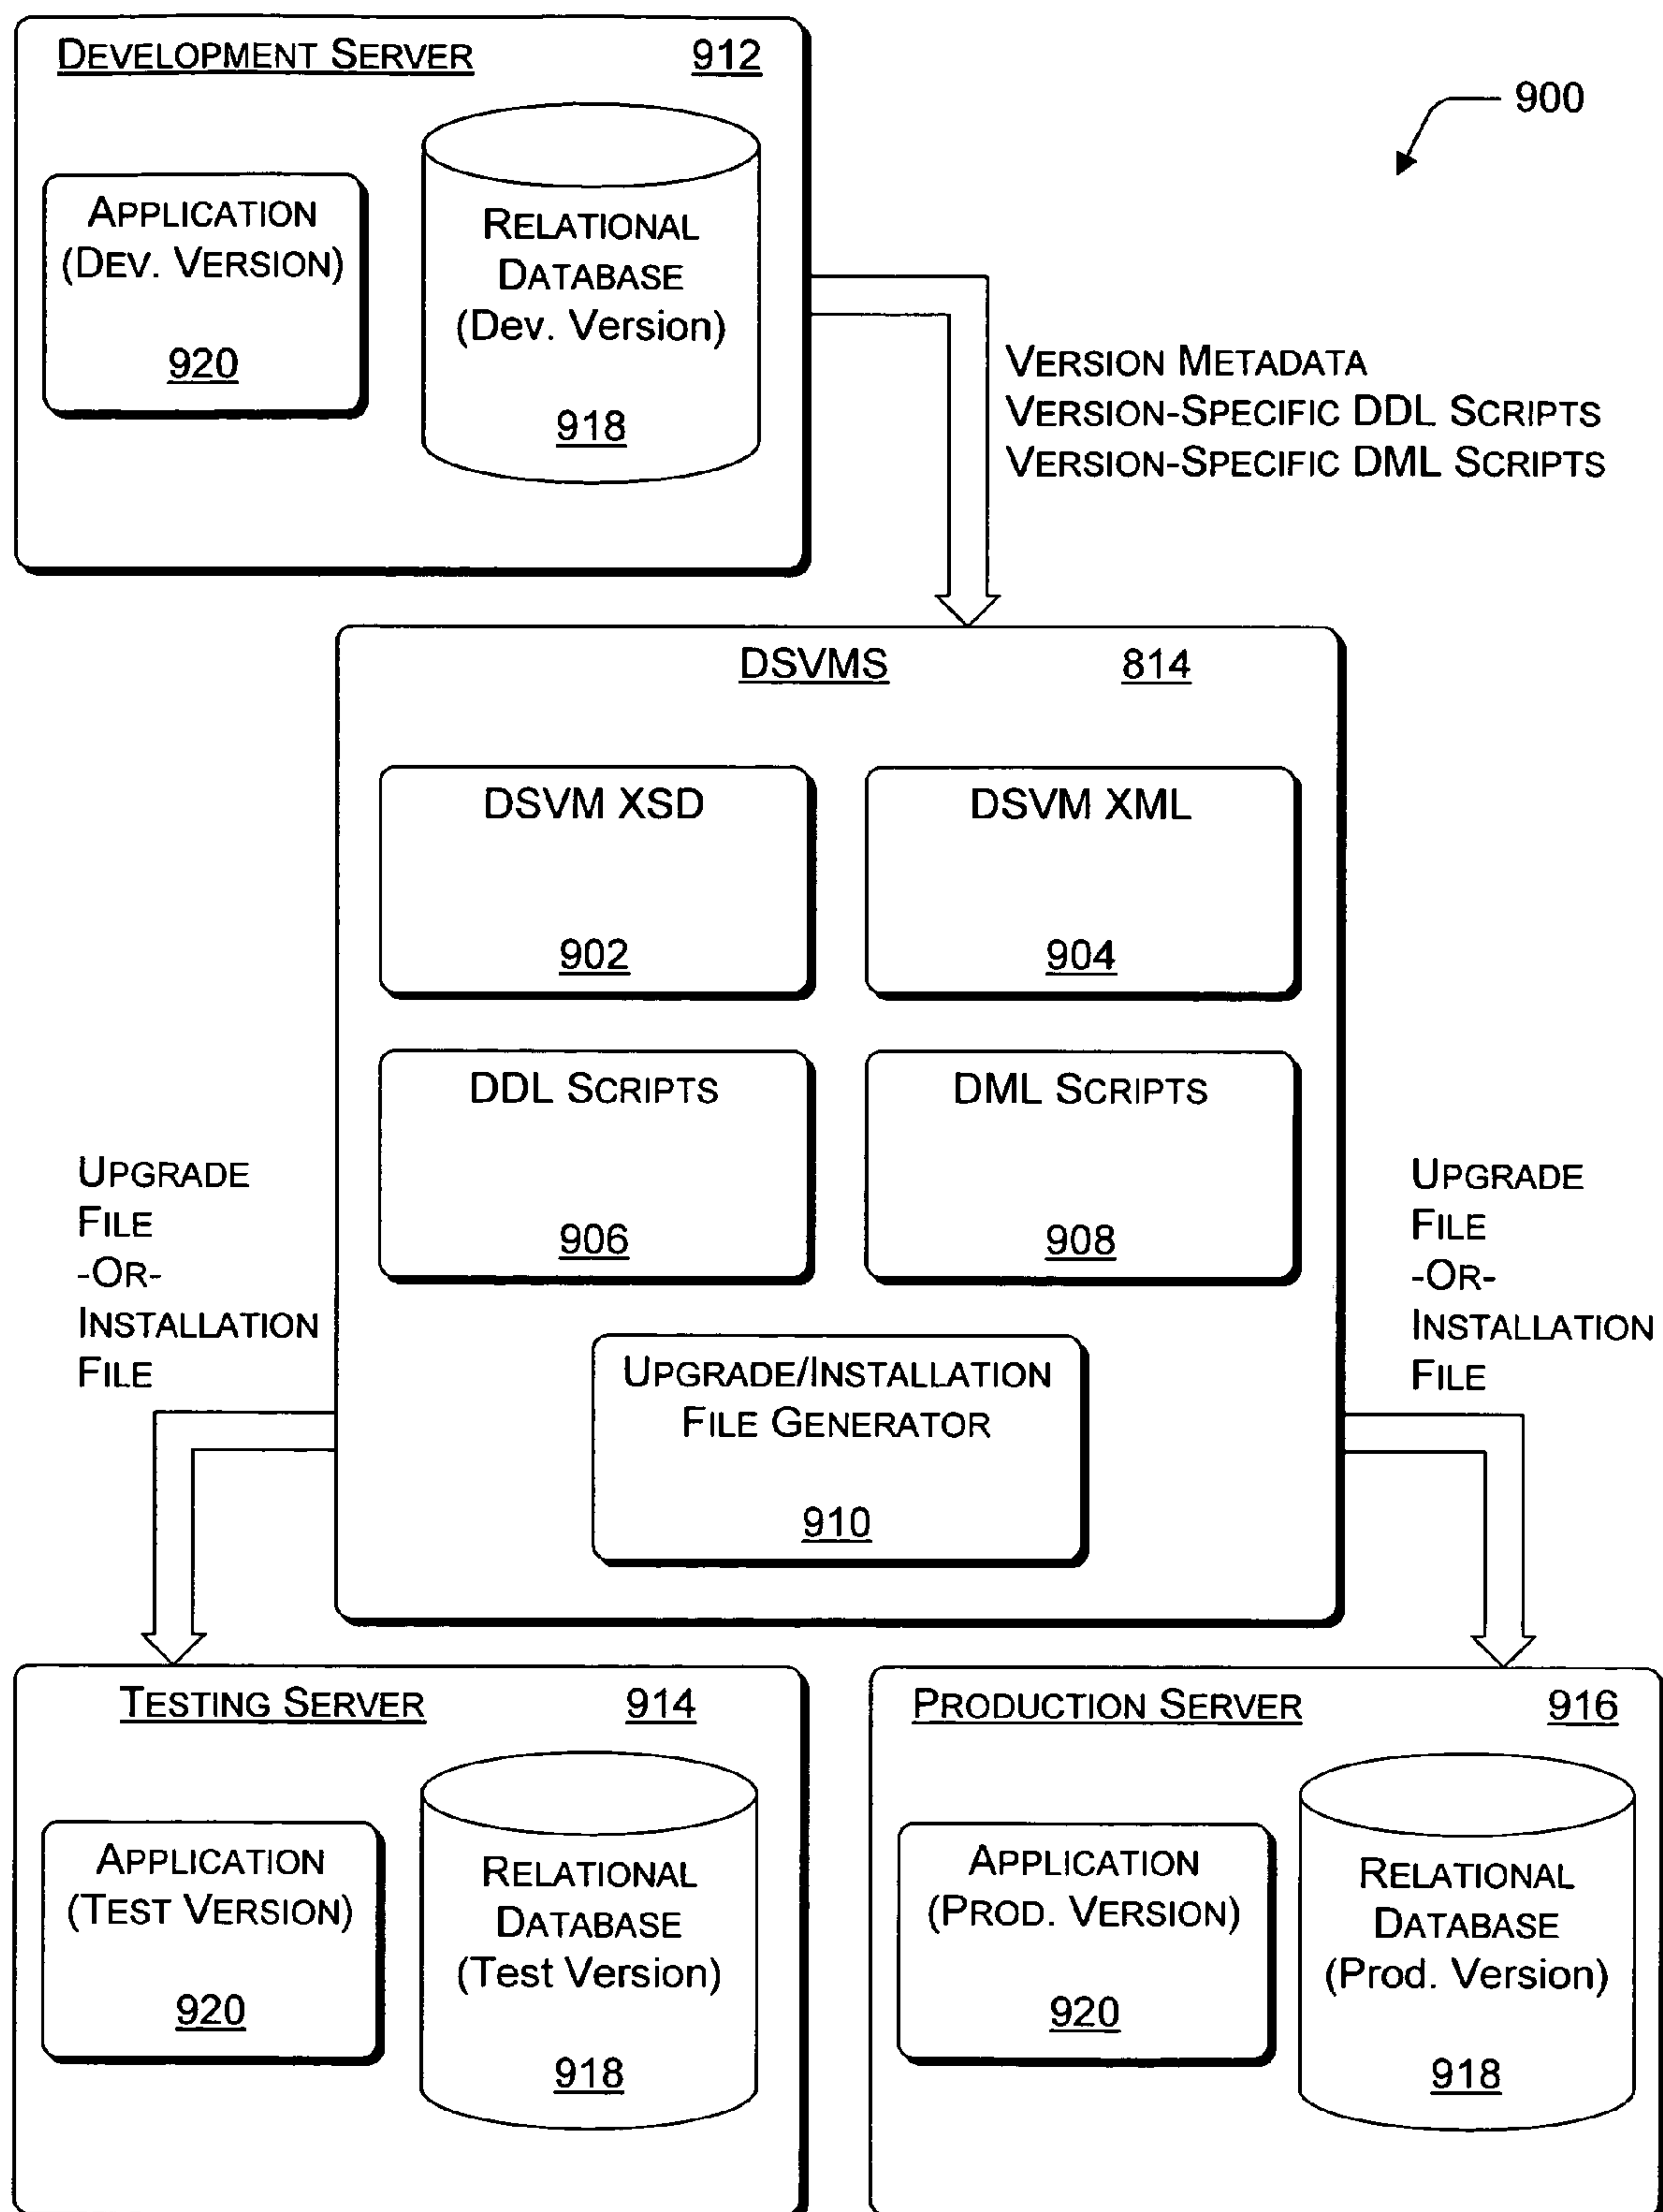 DEVELOPMENT SERVER 912
900
APPLICATION
(DEV. VERSION)
920
RELATIONAL
DATABASE
(Dev. Version)
918
VERSION METADATA
VERSION-SPECIFIC DDL SCRIPTS
VERSION-SPECIFIC DML SCRIPTS
DSVMS 814
DSVM XSD
902
DSVM XML
904
DDL SCRIPTS
906
DML SCRIPTS
908
UPGRADE
FILE
-OR-
INSTALLATION
FILE
UPGRADE/INSTALLATION
FILE GENERATOR
910
UPGRADE
FILE
-OR-
INSTALLATION
FILE
TESTING SERVER 914
APPLICATION
(TEST VERSION)
920
RELATIONAL
DATABASE
(Test Version)
918
PRODUCTION SERVER 916
APPLICATION
(PROD. VERSION)
920
RELATIONAL
DATABASE
(Prod. Version)
918